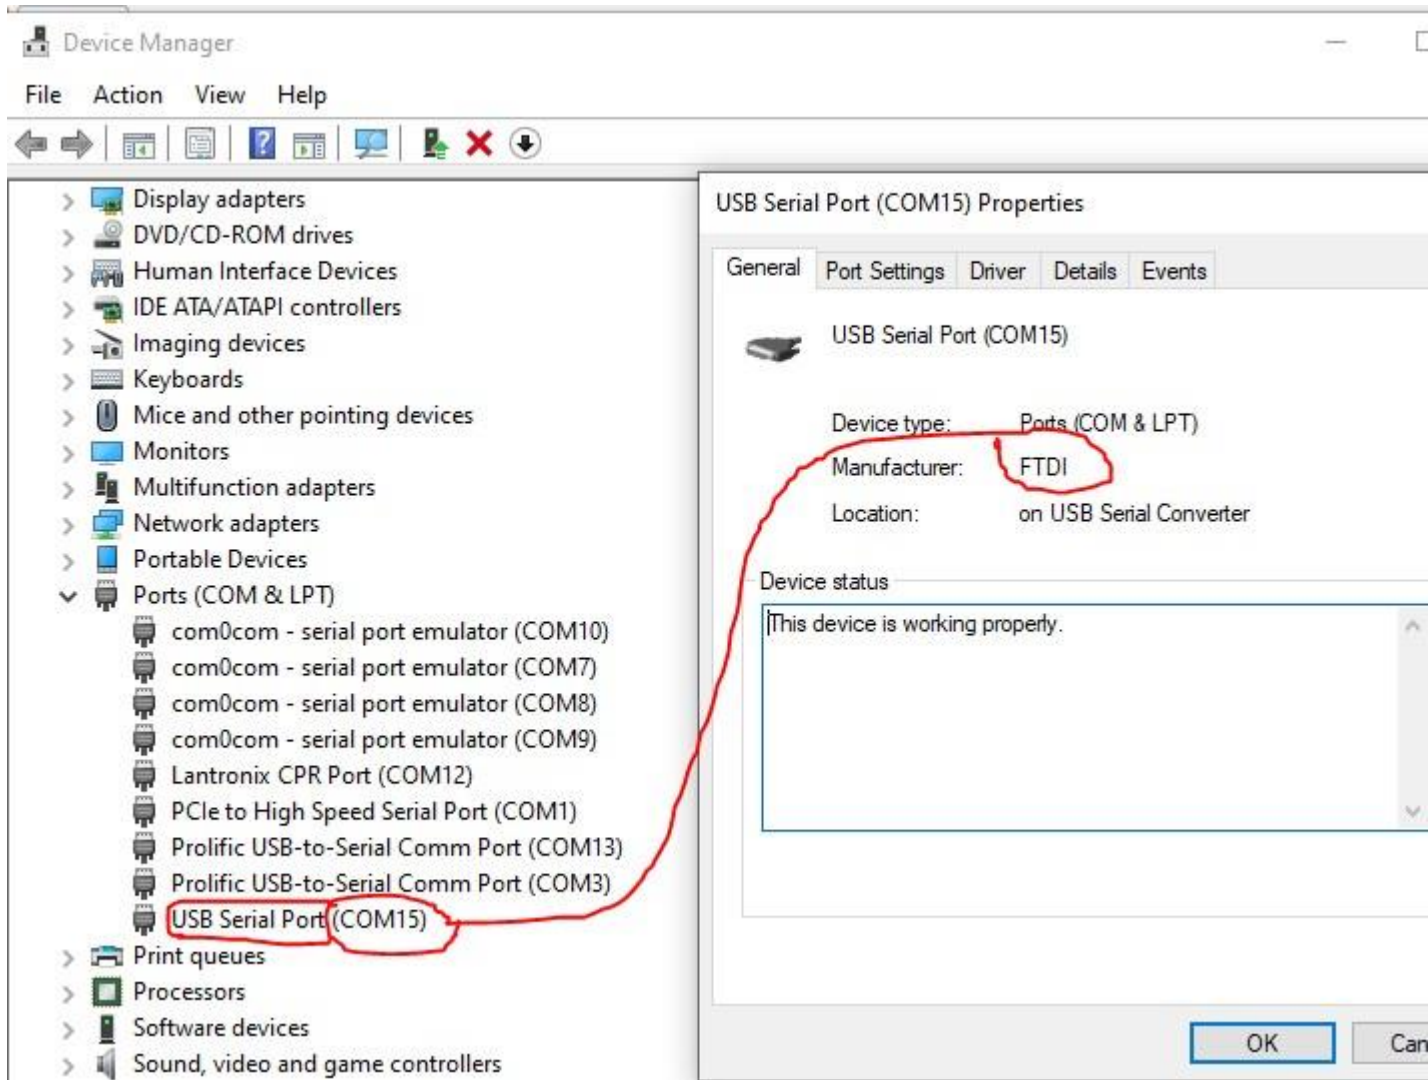 Device Manager
File Action View Help
Display adapters
DVD/CD-ROM drives
Human Interface Devices
IDE ATA/ATAPI controllers
Imaging devices
Keyboards
Mice and other pointing devices
Monitors
Multifunction adapters
Network adapters
Portable Devices
Ports (COM & LPT)
com0com - serial port emulator (COM10)
com0com - serial port emulator (COM7)
com0com - serial port emulator (COM8)
com0com - serial port emulator (COM9)
Lantronix CPR Port (COM12)
PCIe to High Speed Serial Port (COM1)
Prolific USB-to-Serial Comm Port (COM13)
Prolific USB-to-Serial Comm Port (COM3)
USB Serial Port (COM15)
Print queues
Processors
Software devices
Sound, video and game controllers
USB Serial Port (COM15) Properties
General Port Settings Driver Details Events
USB Serial Port (COM15)
Device type: Ports (COM & LPT)
Manufacturer: FTDI
Location: on USB Serial Converter
Device status
This device is working properly.
OK Can